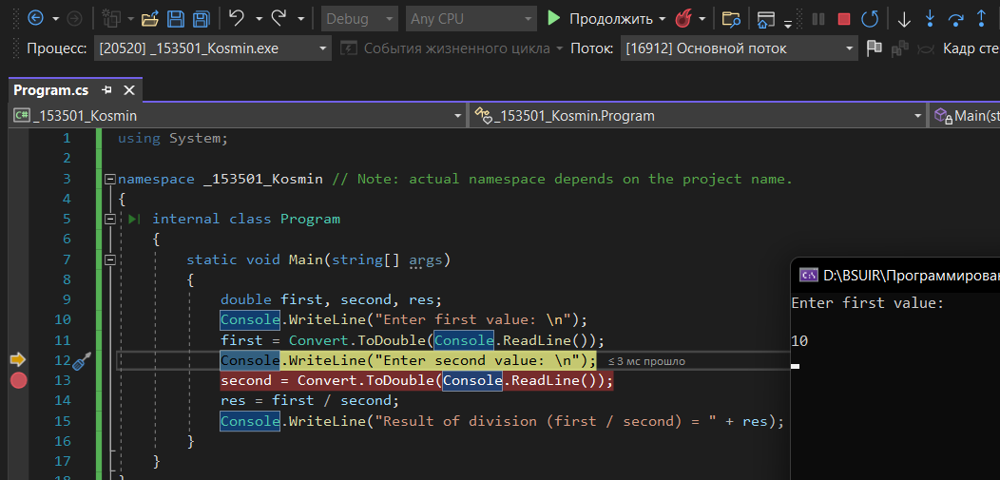 Debug Any CPU Продолжить
Процесс: [20520] _153501_Kosmin.exe События жизненного цикла Поток: [16912] Основной поток Кадр сте
Program.cs
C# _153501_Kosmin _153501_Kosmin.Program Main(st
1 using System;
2
3 namespace _153501_Kosmin // Note: actual namespace depends on the project name.
4 {
5 internal class Program
6 {
7 static void Main(string[] args)
8 {
9 double first, second, res;
10 Console.WriteLine("Enter first value: \n");
11 first = Convert.ToDouble(Console.ReadLine());
12 Console.WriteLine("Enter second value: \n"); ≤ 3 мс прошло
13 second = Convert.ToDouble(Console.ReadLine());
14 res = first / second;
15 Console.WriteLine("Result of division (first / second) = " + res);
16 }
17 }
18 }
C:\ D:\BSUIR\Программирован
Enter first value:
10